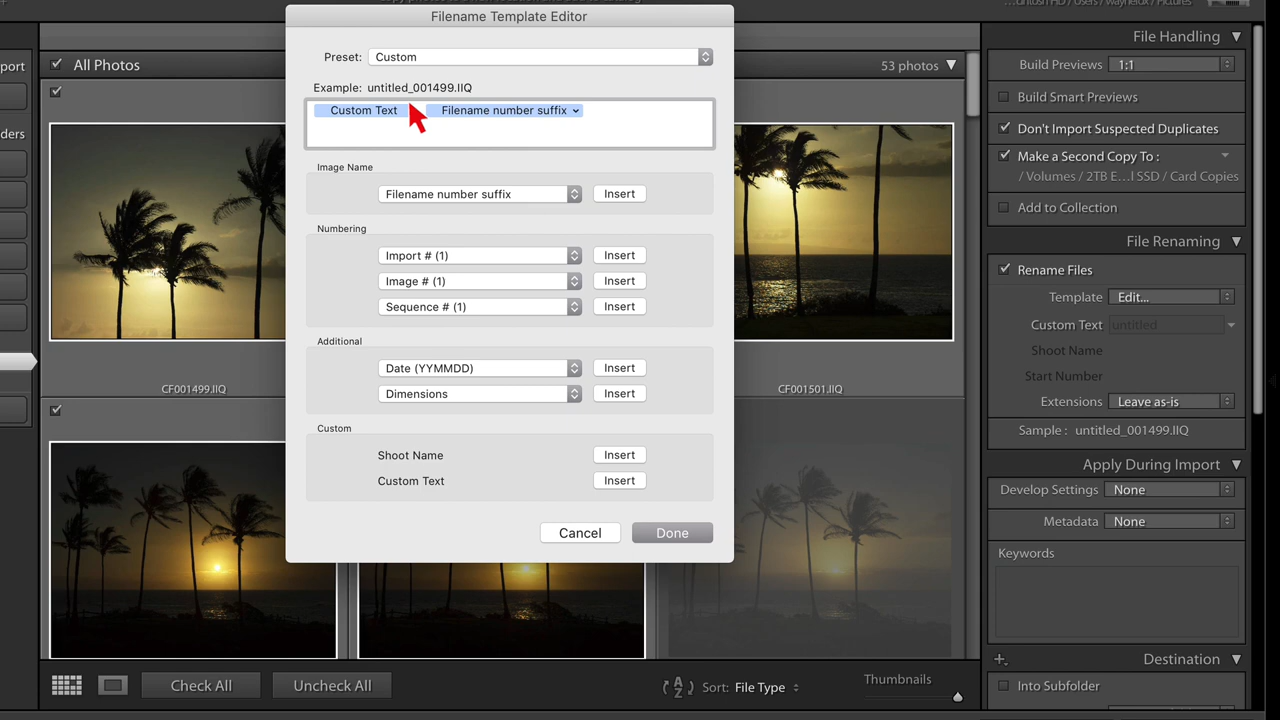 Filename Template Editor
Preset: Custom
Example: untitled_001499.IIQ
Custom Text Filename number suffix
Image Name
Filename number suffix Insert
Numbering
Import # (1) Insert
Image # (1) Insert
Sequence # (1) Insert
Additional
Date (YYMMDD) Insert
Dimensions Insert
Custom
Shoot Name Insert
Custom Text Insert
Cancel Done
port
ders
All Photos
53 photos
CF001499.IIQ
CF001501.IIQ
Check All
Uncheck All
Sort: File Type
Thumbnails
/ Users / waynefox / Pictures
File Handling
Build Previews 1:1
Build Smart Previews
Don't Import Suspected Duplicates
Make a Second Copy To :
/ Volumes / 2TB E...l SSD / Card Copies
Add to Collection
File Renaming
Rename Files
Template Edit...
Custom Text untitled
Shoot Name
Start Number
Extensions Leave as-is
Sample : untitled_001499.IIQ
Apply During Import
Develop Settings None
Metadata None
Keywords
Destination
Into Subfolder